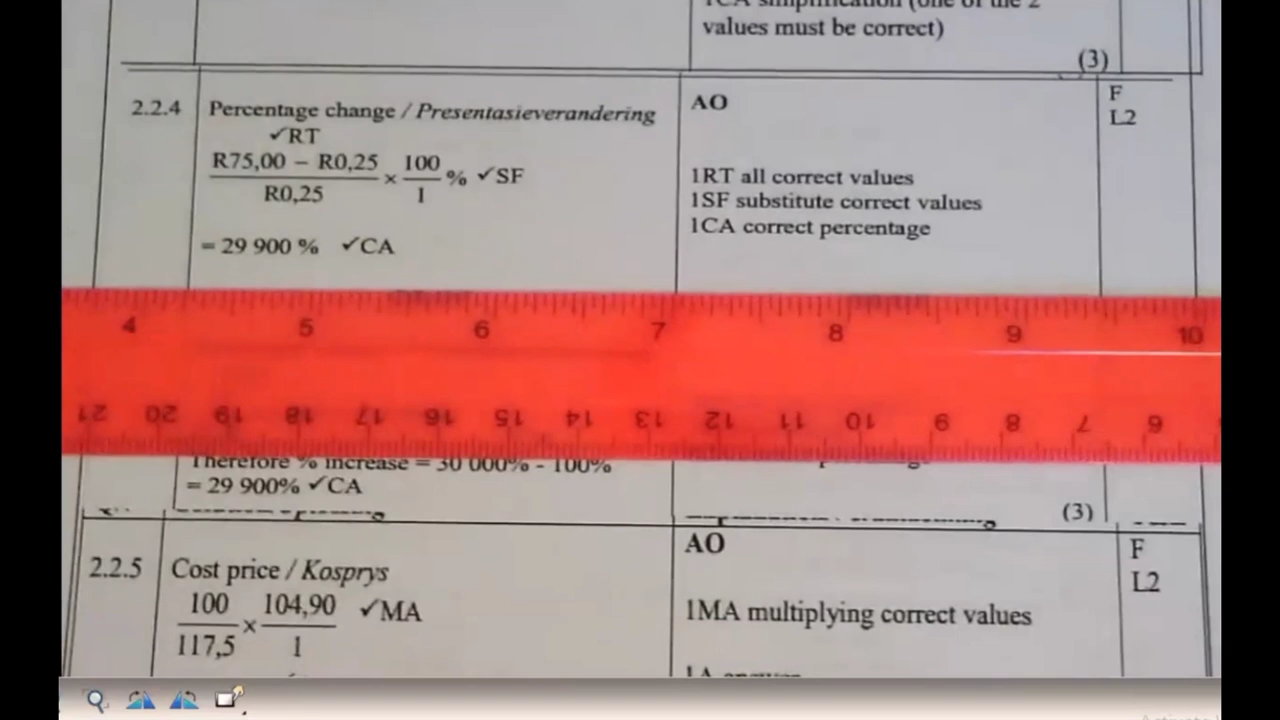 values must be correct)
(3)
2.2.4
Percentage change / Presentasieverandering
✓RT
R75,00 – R0,25
R0,25
×
100
1
% ✓SF
= 29 900 % ✓CA
AO
1RT all correct values
1SF substitute correct values
1CA correct percentage
F
L2
4 5 6 7 8 9 10
21 20 19 18 17 16 15 14 13 12 11 10 9 8 7 6
Therefore % increase = 30 000% - 100%
= 29 900% ✓CA
(3)
2.2.5
Cost price / Kosprys
100
117,5
×
104,90
1
✓MA
AO
1MA multiplying correct values
F
L2